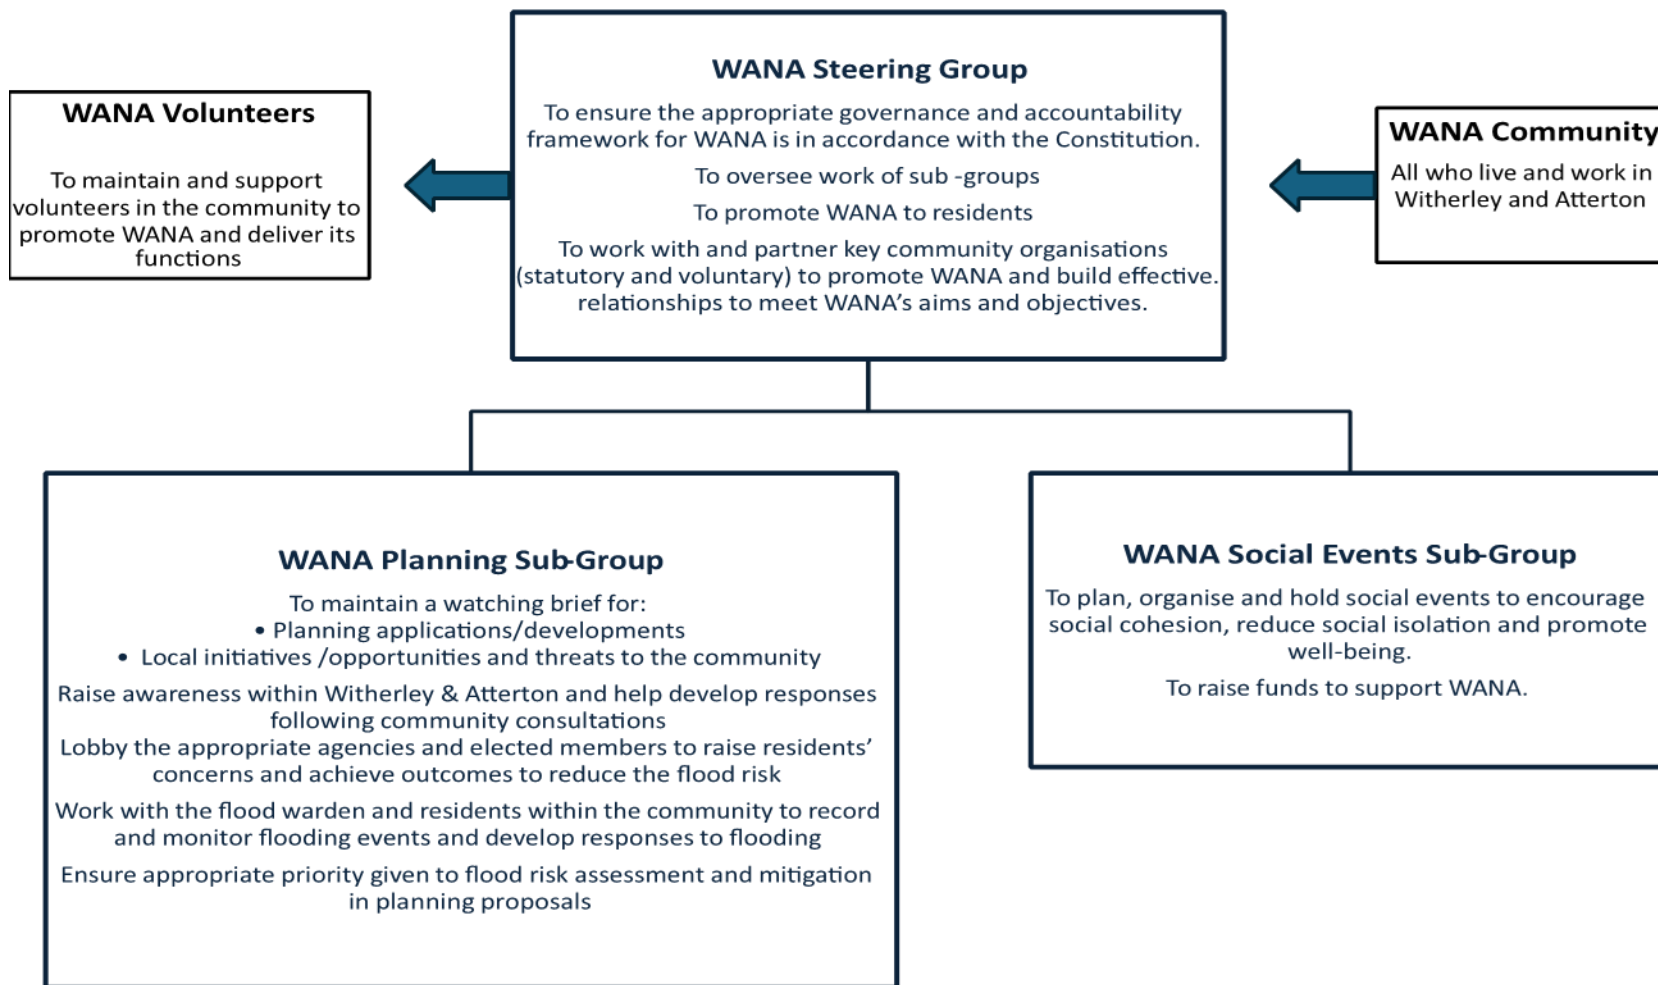 WANA Steering Group
To ensure the appropriate governance and accountability
framework for WANA is in accordance with the Constitution.
To oversee work of sub -groups
To promote WANA to residents
To work with and partner key community organisations
(statutory and voluntary) to promote WANA and build effective.
relationships to meet WANA’s aims and objectives.
WANA Volunteers
To maintain and support
volunteers in the community to
promote WANA and deliver its
functions
WANA Community
All who live and work in
Witherley and Atterton
WANA Planning Sub-Group
To maintain a watching brief for:
• Planning applications/developments
• Local initiatives /opportunities and threats to the community
Raise awareness within Witherley & Atterton and help develop responses
following community consultations
Lobby the appropriate agencies and elected members to raise residents’
concerns and achieve outcomes to reduce the flood risk
Work with the flood warden and residents within the community to record
and monitor flooding events and develop responses to flooding
Ensure appropriate priority given to flood risk assessment and mitigation
in planning proposals
WANA Social Events Sub-Group
To plan, organise and hold social events to encourage
social cohesion, reduce social isolation and promote
well-being.
To raise funds to support WANA.